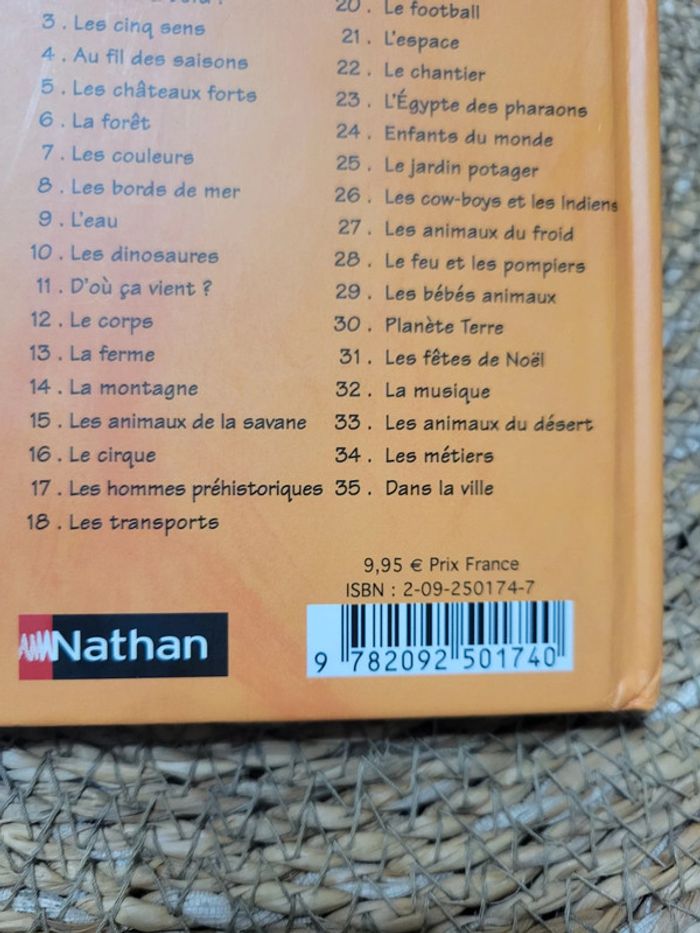 3 . Les cinq sens
4 . Au fil des saisons
5 . Les châteaux forts
6 . La forêt
7 . Les couleurs
8 . Les bords de mer
9 . L'eau
10 . Les dinosaures
11 . D'où ça vient ?
12 . Le corps
13 . La ferme
14 . La montagne
15 . Les animaux de la savane
16 . Le cirque
17 . Les hommes préhistoriques
18 . Les transports
20 . Le football
21 . L'espace
22 . Le chantier
23 . L'Égypte des pharaons
24 . Enfants du monde
25 . Le jardin potager
26 . Les cow-boys et les Indiens
27 . Les animaux du froid
28 . Le feu et les pompiers
29 . Les bébés animaux
30 . Planète Terre
31 . Les fêtes de Noël
32 . La musique
33 . Les animaux du désert
34 . Les métiers
35 . Dans la ville
9,95 € Prix France
ISBN : 2-09-250174-7
Nathan
9 782092 501740